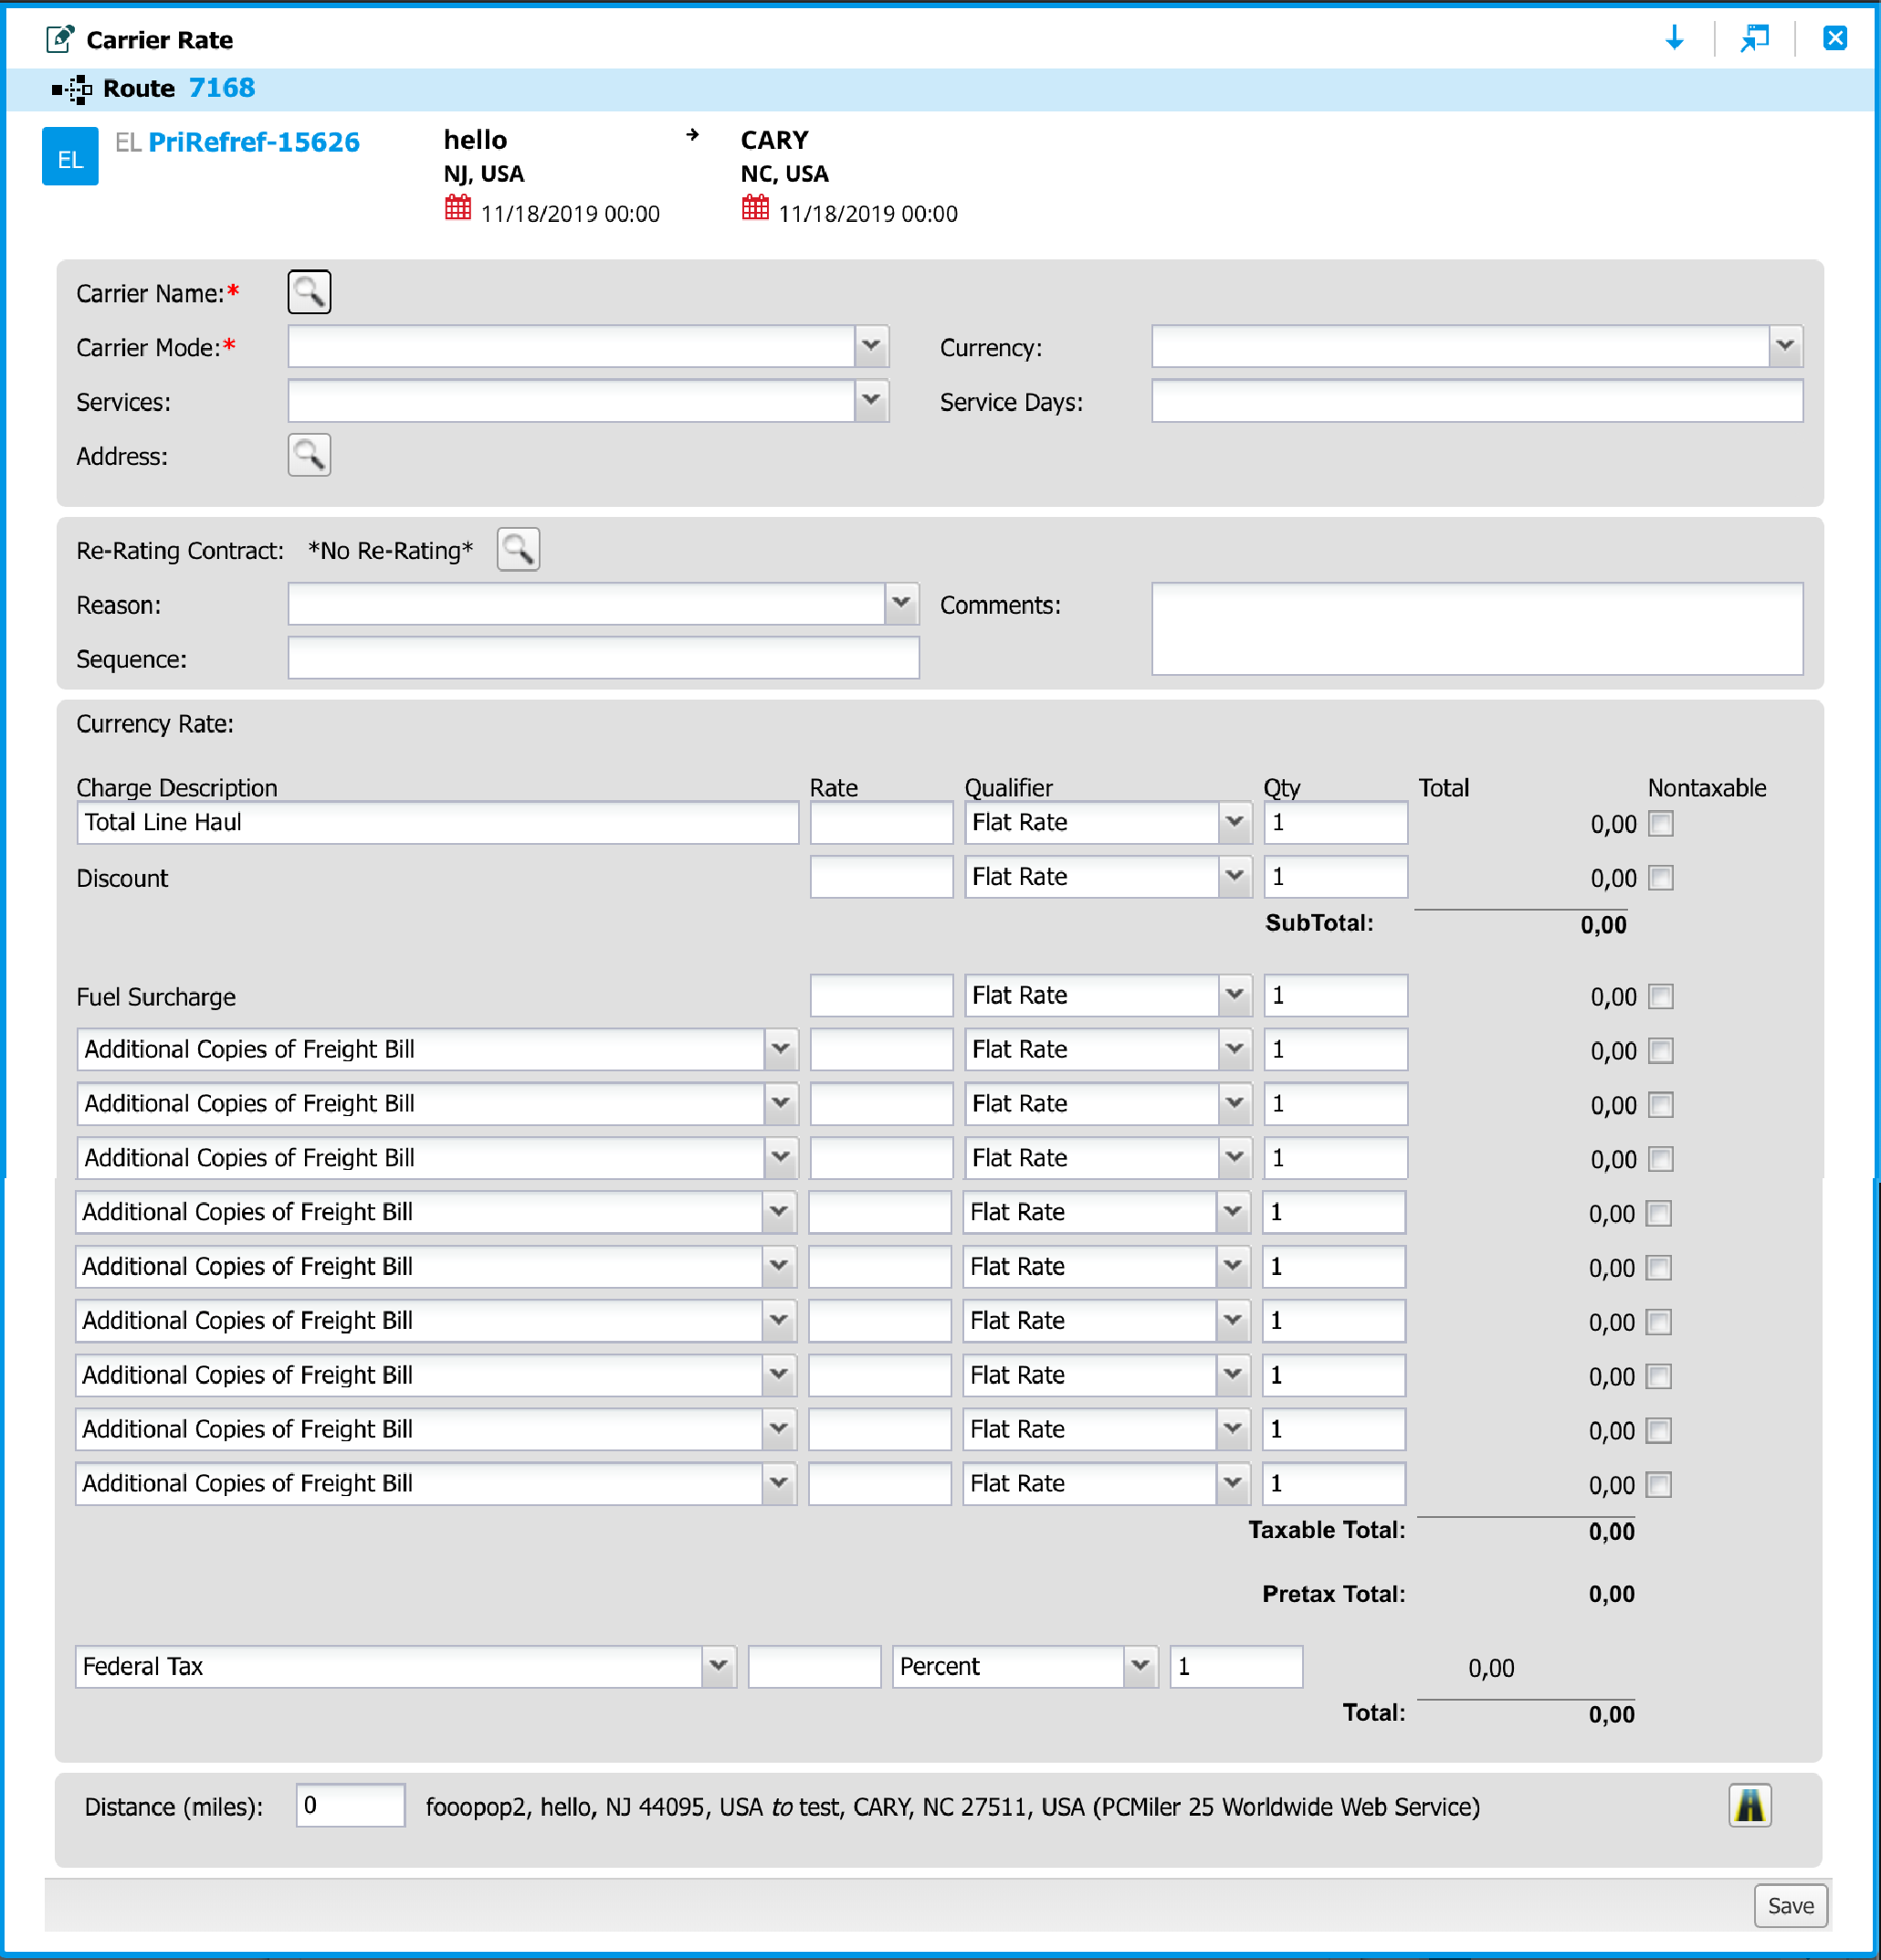 Carrier Rate
Route 7168
EL EL PriRefref-15626 hello → CARY
NJ, USA NC, USA
11/18/2019 00:00 11/18/2019 00:00
Carrier Name:*
Carrier Mode:* Currency:
Services: Service Days:
Address:
Re-Rating Contract: *No Re-Rating*
Reason: Comments:
Sequence:
Currency Rate:
Charge Description Rate Qualifier Qty Total Nontaxable
Total Line Haul Flat Rate 1 0,00
Discount Flat Rate 1 0,00
SubTotal: 0,00
Fuel Surcharge Flat Rate 1 0,00
Additional Copies of Freight Bill Flat Rate 1 0,00
Additional Copies of Freight Bill Flat Rate 1 0,00
Additional Copies of Freight Bill Flat Rate 1 0,00
Additional Copies of Freight Bill Flat Rate 1 0,00
Additional Copies of Freight Bill Flat Rate 1 0,00
Additional Copies of Freight Bill Flat Rate 1 0,00
Additional Copies of Freight Bill Flat Rate 1 0,00
Additional Copies of Freight Bill Flat Rate 1 0,00
Additional Copies of Freight Bill Flat Rate 1 0,00
Taxable Total: 0,00
Pretax Total: 0,00
Federal Tax Percent 1 0,00
Total: 0,00
Distance (miles): 0 fooopop2, hello, NJ 44095, USA to test, CARY, NC 27511, USA (PCMiler 25 Worldwide Web Service)
Save